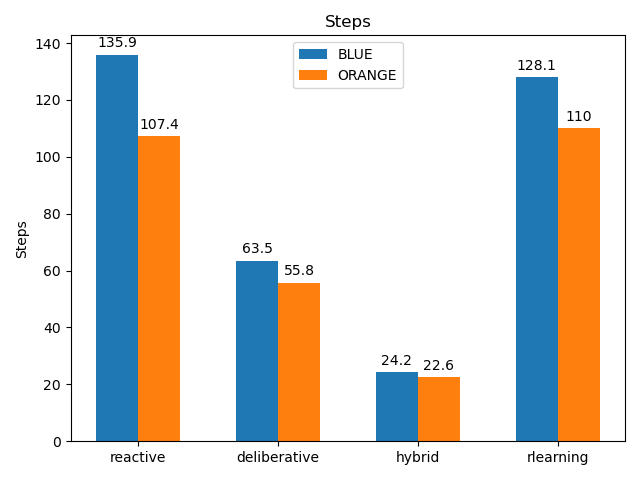 Steps
140
120
100
80
60
40
20
0
Steps
135.9
107.4
63.5
55.8
24.2
22.6
128.1
110
BLUE
ORANGE
reactive
deliberative
hybrid
rlearning